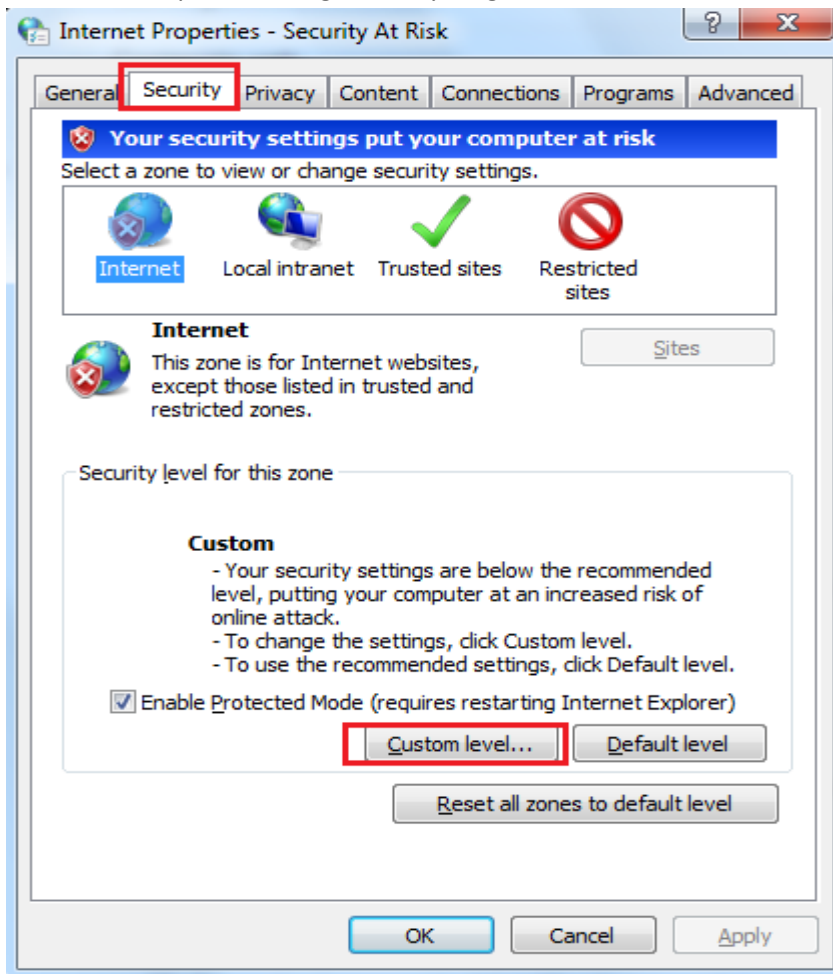 Internet Properties - Security At Risk
?
X
General Security Privacy Content Connections Programs Advanced
Your security settings put your computer at risk
Select a zone to view or change security settings.
Internet Local intranet Trusted sites Restricted
sites
Internet
This zone is for Internet websites,
except those listed in trusted and
restricted zones.
Sites
Security level for this zone
Custom
- Your security settings are below the recommended
level, putting your computer at an increased risk of
online attack.
- To change the settings, click Custom level.
- To use the recommended settings, click Default level.
Enable Protected Mode (requires restarting Internet Explorer)
Custom level... Default level
Reset all zones to default level
OK Cancel Apply